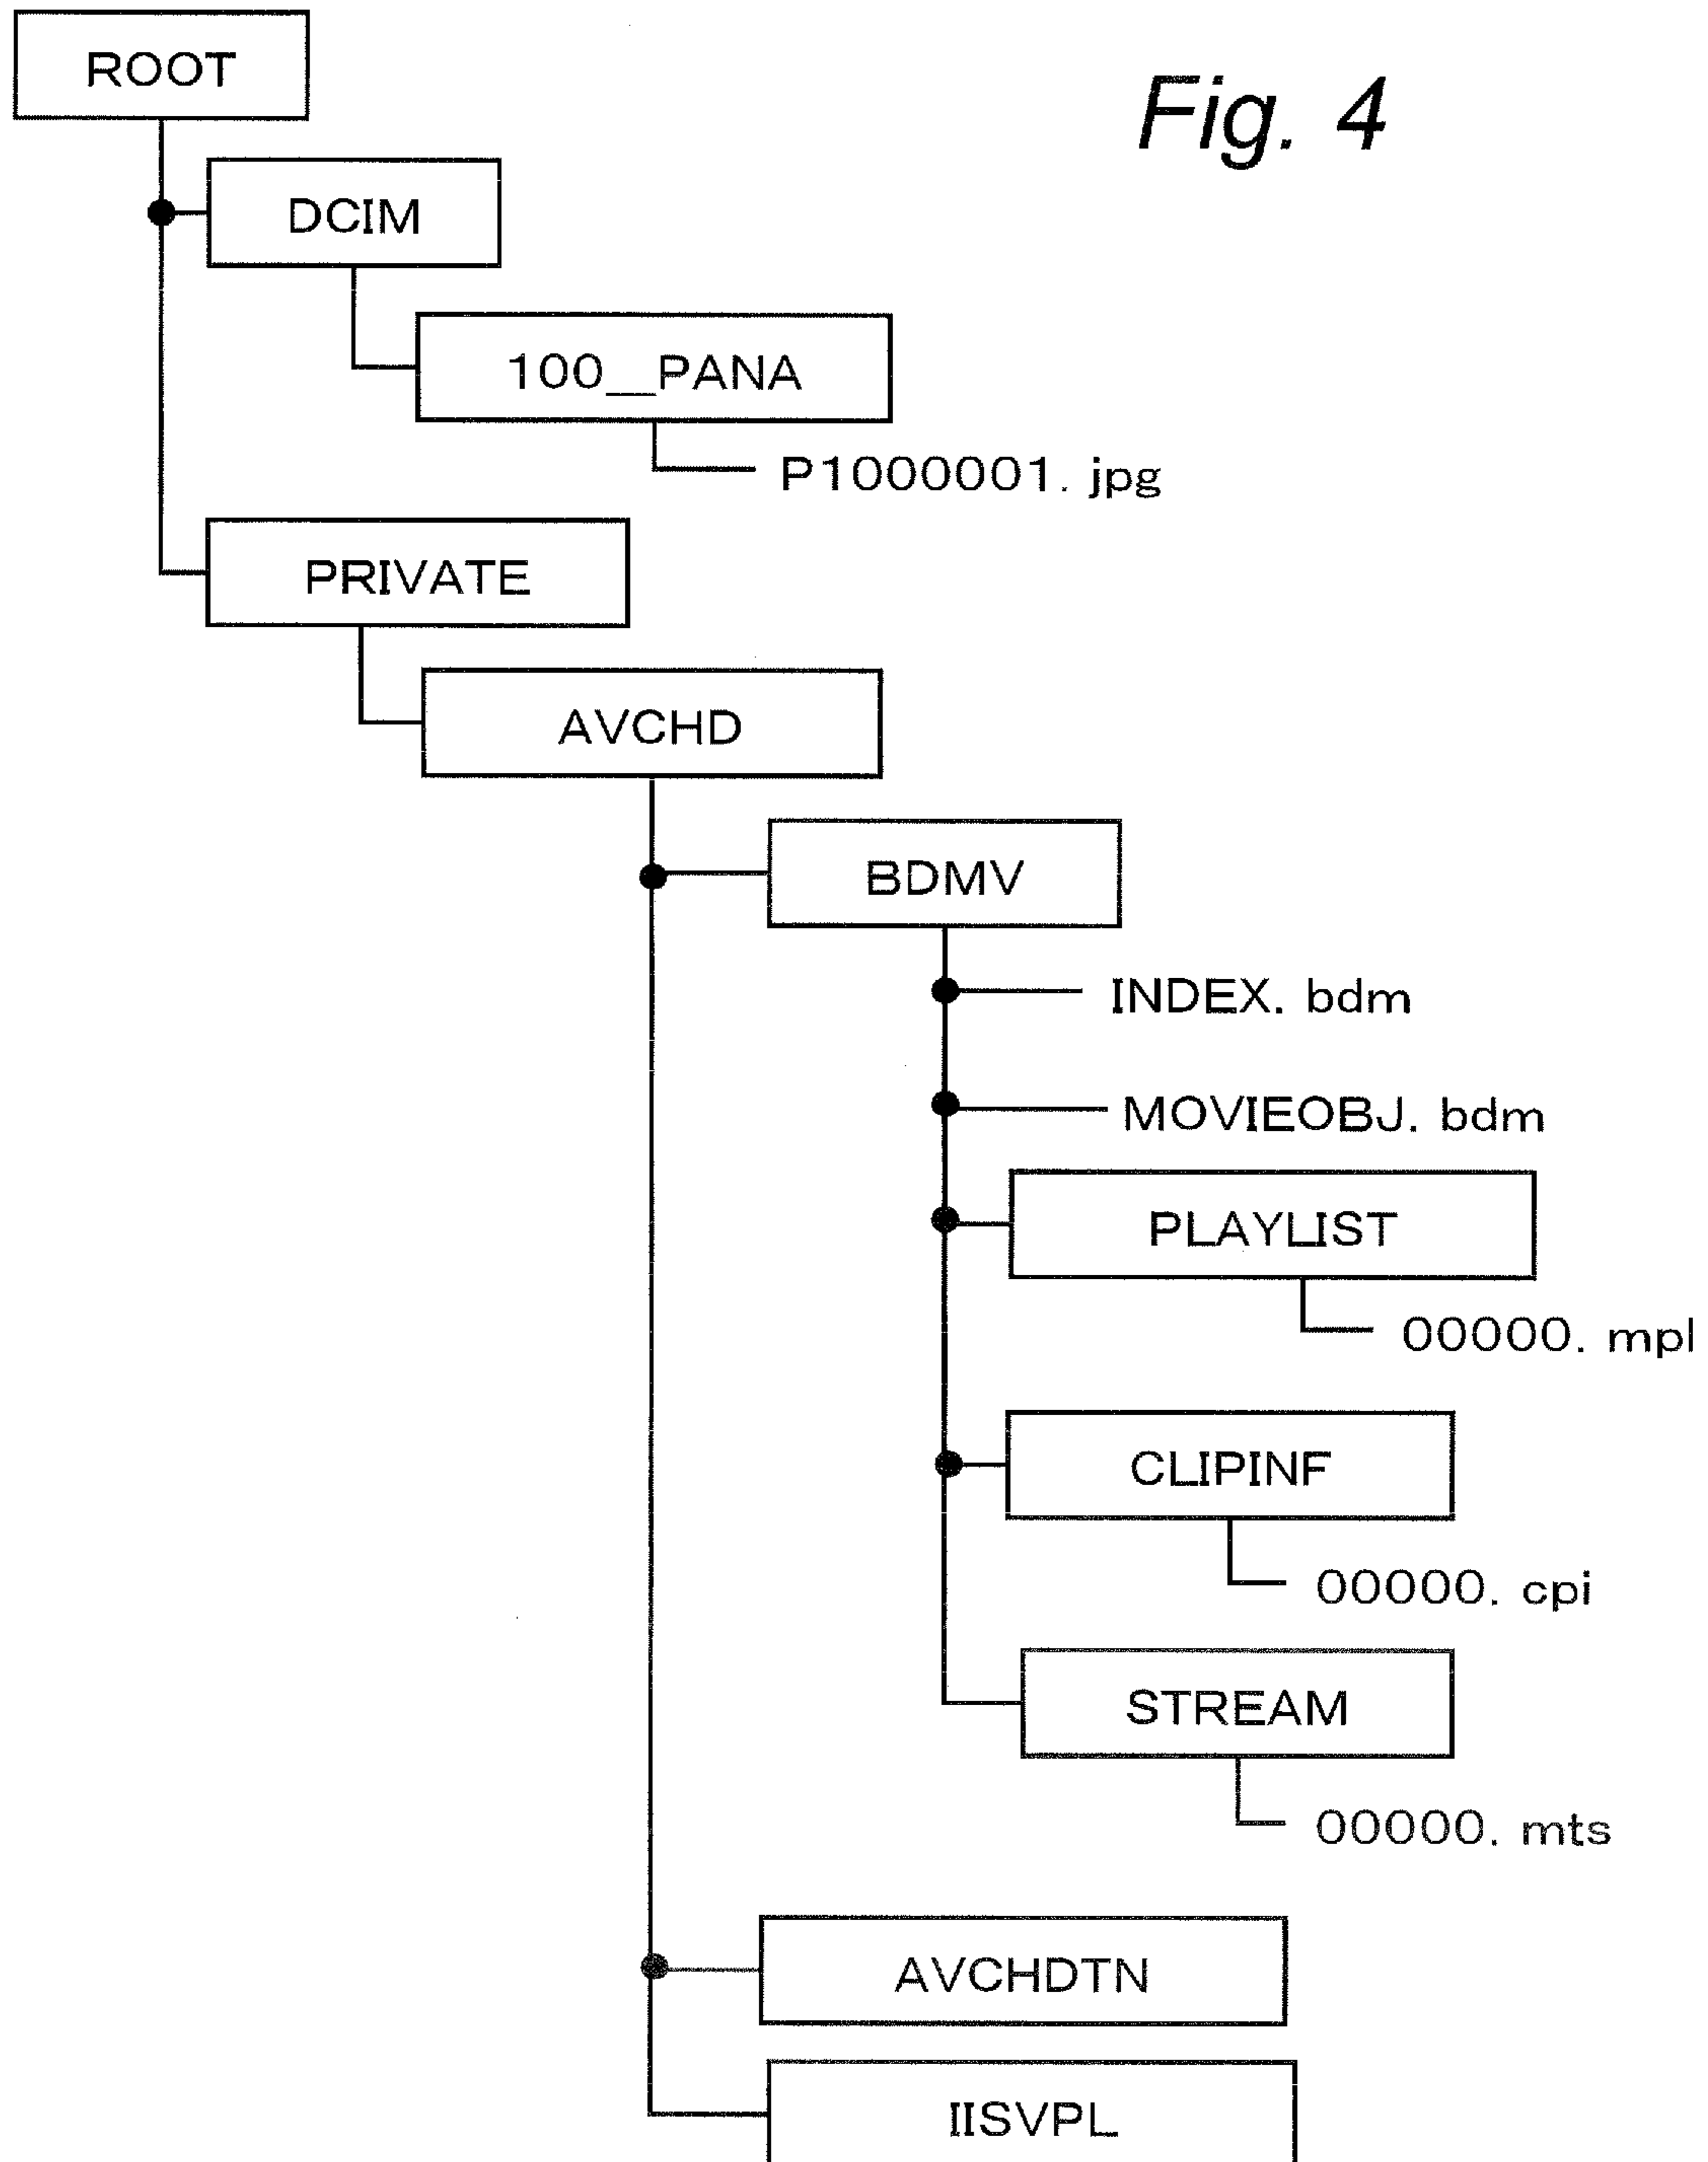 Fig. 4
ROOT
DCIM
100__PANA
P1000001. jpg
PRIVATE
AVCHD
BDMV
INDEX. bdm
MOVIEOBJ. bdm
PLAYLIST
00000. mpl
CLIPINF
00000. cpi
STREAM
00000. mts
AVCHDTN
IISVPL